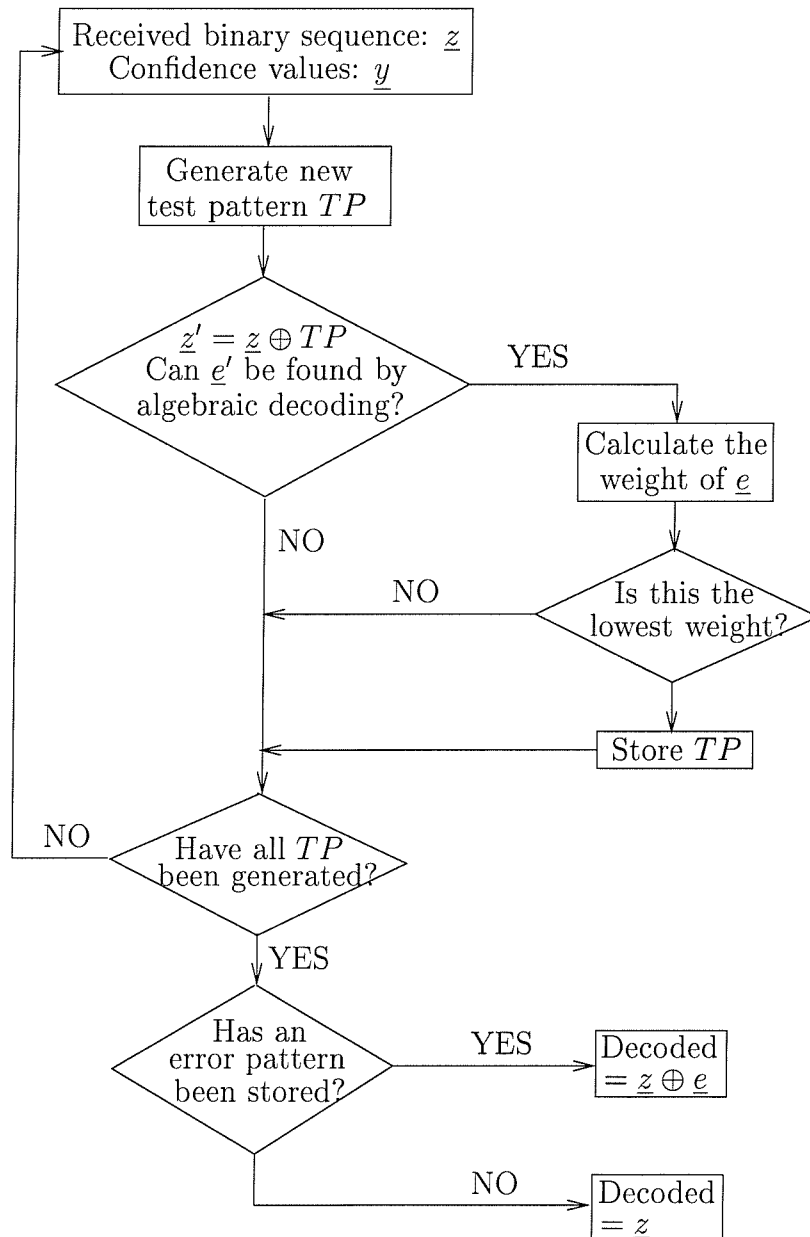 Received binary sequence: z
Confidence values: y
Generate new
test pattern TP
z' = z ⊕ TP
Can e' be found by
algebraic decoding?
YES
Calculate the
weight of e
NO
NO
Is this the
lowest weight?
Store TP
NO
Have all TP
been generated?
YES
Has an
error pattern
been stored?
YES
Decoded
= z ⊕ e
NO
Decoded
= z